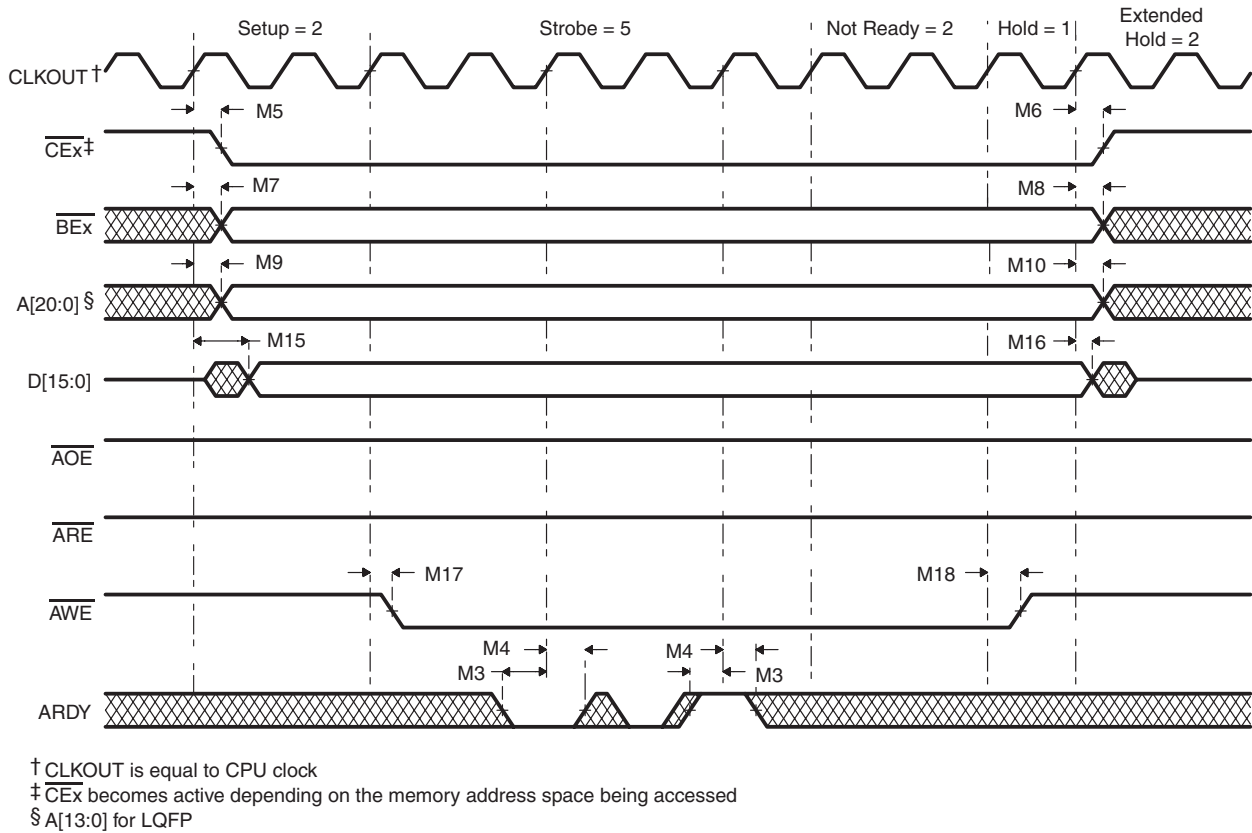 Setup = 2
Strobe = 5
Not Ready = 2
Hold = 1
Extended
Hold = 2
CLKOUT †
M5
M6
CEx‡
M7
M8
BEx
M9
M10
A[20:0] §
M15
M16
D[15:0]
AOE
ARE
M17
M18
AWE
M4
M4
M3
M3
ARDY
† CLKOUT is equal to CPU clock
‡ CEx becomes active depending on the memory address space being accessed
§ A[13:0] for LQFP